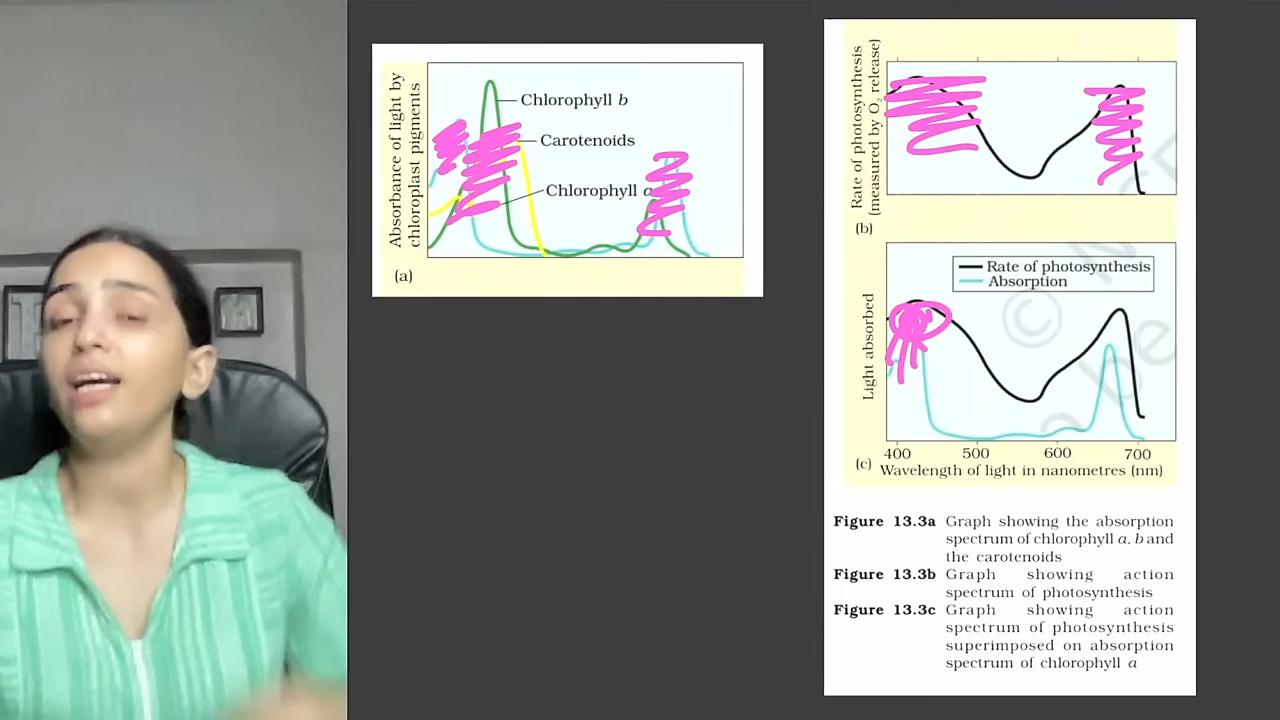 Absorbance of light by
chloroplast pigments
Chlorophyll b
Carotenoids
Chlorophyll a
(a)
Rate of photosynthesis
(measured by O₂ release)
(b)
Light absorbed
Rate of photosynthesis
Absorption
400 500 600 700
(c) Wavelength of light in nanometres (nm)
Figure 13.3a Graph showing the absorption
spectrum of chlorophyll a, b and
the carotenoids
Figure 13.3b Graph showing action
spectrum of photosynthesis
Figure 13.3c Graph showing action
spectrum of photosynthesis
superimposed on absorption
spectrum of chlorophyll a